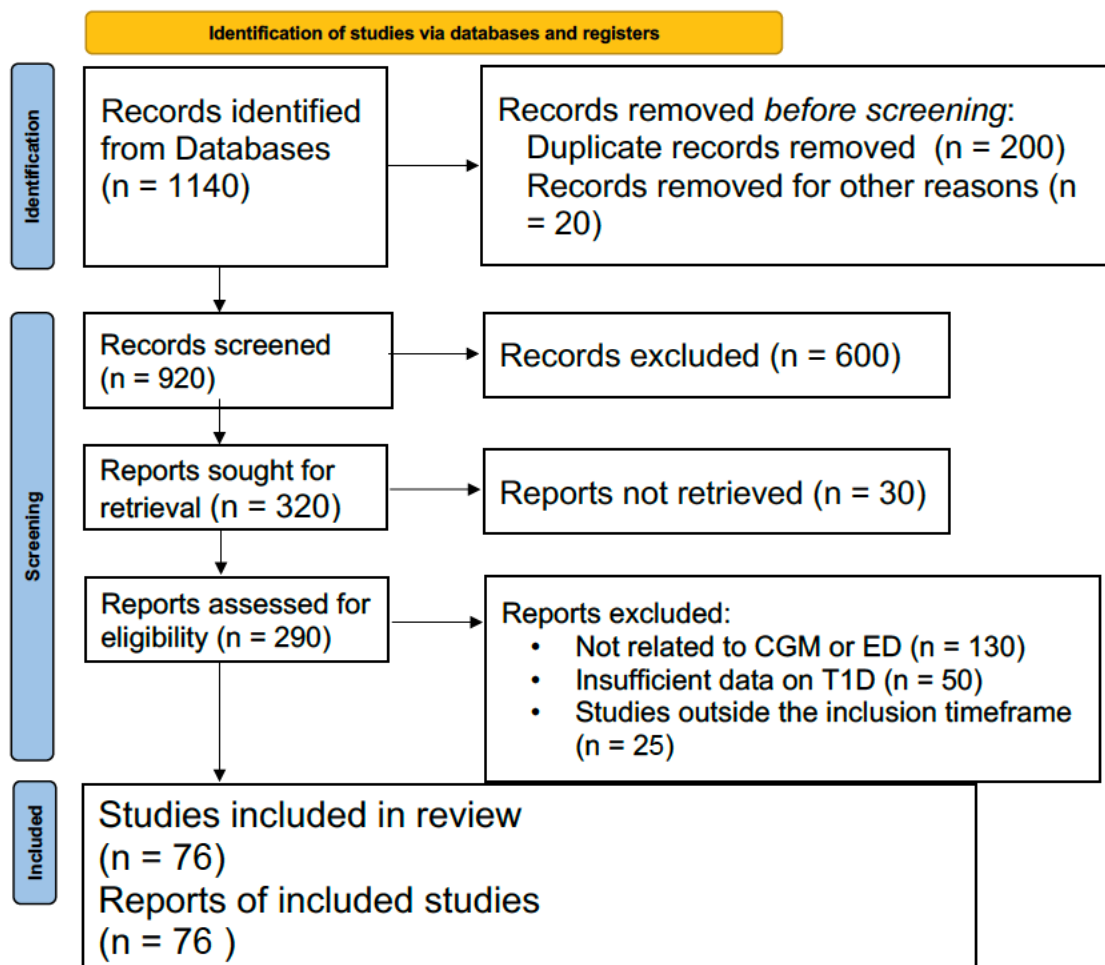 Identification of studies via databases and registers
Identification
Records identified
from Databases
(n = 1140)
Records removed before screening:
Duplicate records removed (n = 200)
Records removed for other reasons (n
= 20)
Screening
Records screened
(n = 920)
Records excluded (n = 600)
Reports sought for
retrieval (n = 320)
Reports not retrieved (n = 30)
Reports assessed for
eligibility (n = 290)
Reports excluded:
• Not related to CGM or ED (n = 130)
• Insufficient data on T1D (n = 50)
• Studies outside the inclusion timeframe
(n = 25)
Included
Studies included in review
(n = 76)
Reports of included studies
(n = 76 )